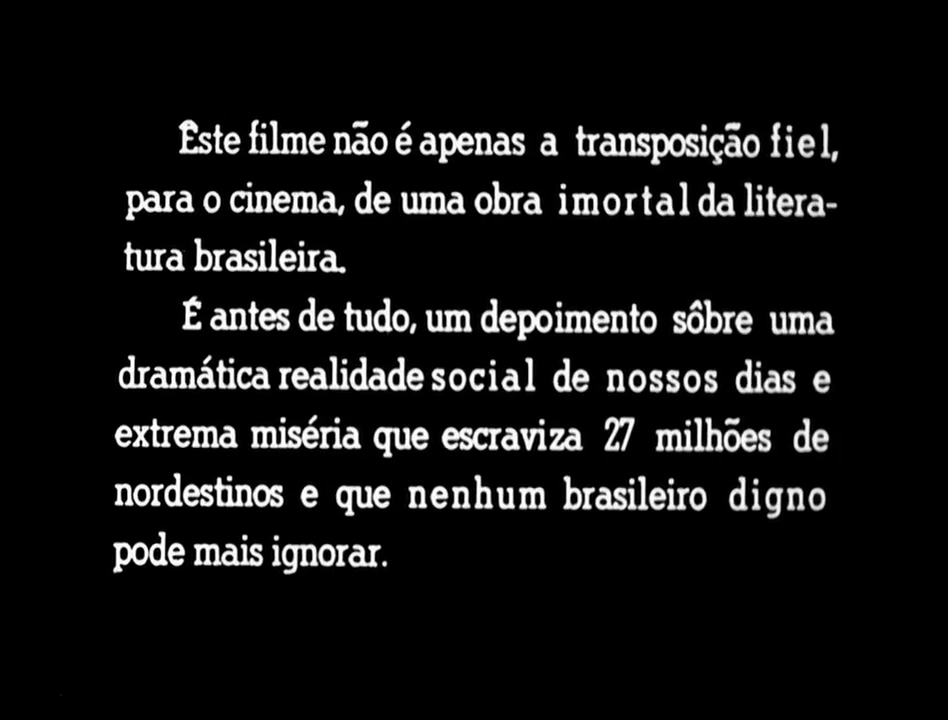 Êste filme não é apenas a transposição fiel,
para o cinema, de uma obra imortal da litera-
tura brasileira.
É antes de tudo, um depoimento sôbre uma
dramática realidade social de nossos dias e
extrema miséria que escraviza 27 milhões de
nordestinos e que nenhum brasileiro digno
pode mais ignorar.